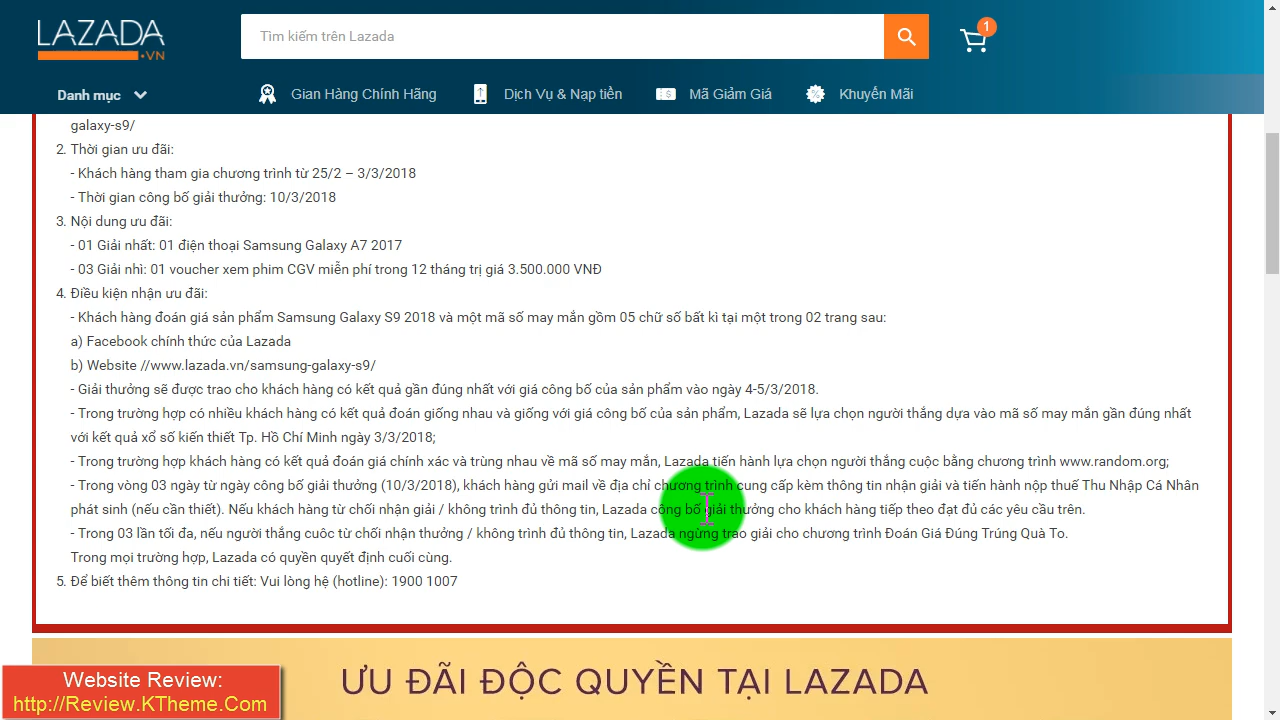 LAZADA
.VN
Tìm kiếm trên Lazada
1
Danh mục
Gian Hàng Chính Hãng
Dịch Vụ & Nạp tiền
Mã Giảm Giá
Khuyến Mãi
galaxy-s9/
2. Thời gian ưu đãi:
- Khách hàng tham gia chương trình từ 25/2 – 3/3/2018
- Thời gian công bố giải thưởng: 10/3/2018
3. Nội dung ưu đãi:
- 01 Giải nhất: 01 điện thoại Samsung Galaxy A7 2017
- 03 Giải nhì: 01 voucher xem phim CGV miễn phí trong 12 tháng trị giá 3.500.000 VNĐ
4. Điều kiện nhận ưu đãi:
- Khách hàng đoán giá sản phẩm Samsung Galaxy S9 2018 và một mã số may mắn gồm 05 chữ số bất kì tại một trong 02 trang sau:
a) Facebook chính thức của Lazada
b) Website //www.lazada.vn/samsung-galaxy-s9/
- Giải thưởng sẽ được trao cho khách hàng có kết quả gần đúng nhất với giá công bố của sản phẩm vào ngày 4-5/3/2018.
- Trong trường hợp có nhiều khách hàng có kết quả đoán giống nhau và giống với giá công bố của sản phẩm, Lazada sẽ lựa chọn người thắng dựa vào mã số may mắn gần đúng nhất
với kết quả xổ số kiến thiết Tp. Hồ Chí Minh ngày 3/3/2018;
- Trong trường hợp khách hàng có kết quả đoán giá chính xác và trùng nhau về mã số may mắn, Lazada tiến hành lựa chọn người thắng cuộc bằng chương trình www.random.org;
- Trong vòng 03 ngày từ ngay công bố giải thưởng (10/3/2018), khách hàng gửi mail về địa chỉ chương trình cung cấp kèm thông tin nhận giải và tiến hành nộp thuế Thu Nhập Cá Nhân
phát sinh (nếu cần thiết). Nếu khách hàng từ chối nhận giải / không trình đủ thông tin, Lazada công bố giải thưởng cho khách hàng tiếp theo đạt đủ các yêu cầu trên.
- Trong 03 lần tối đa, nếu người thắng cuôc từ chối nhận thưởng / không trình đủ thông tin, Lazada ngừng trao giải cho chương trình Đoán Giá Đúng Trúng Quà To.
Trong mọi trường hợp, Lazada có quyền quyết định cuối cùng.
5. Để biết thêm thông tin chi tiết: Vui lòng hệ (hotline): 1900 1007
ƯU ĐÃI ĐỘC QUYỀN TẠI LAZADA
Website Review:
http://Review.KTheme.Com